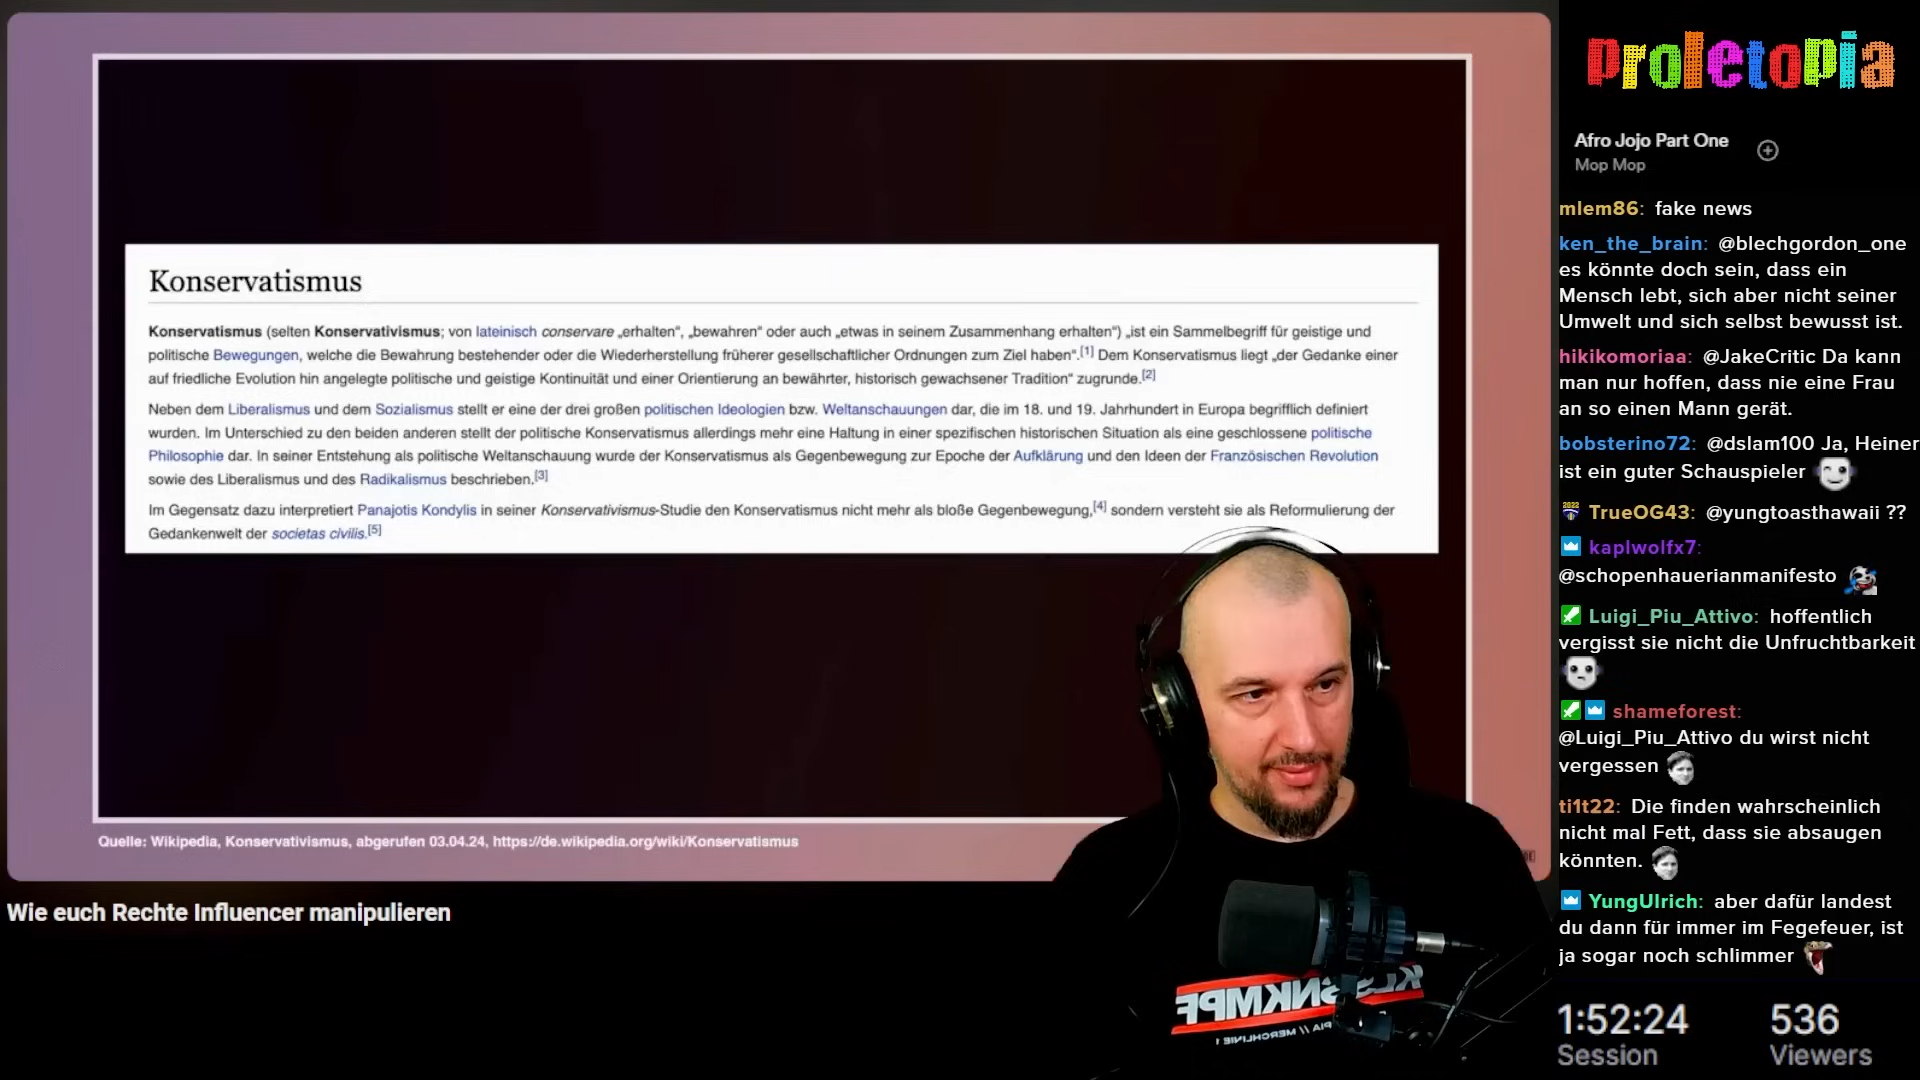 Konservatismus
Konservatismus (selten Konservativismus; von lateinisch conservare „erhalten“, „bewahren“ oder auch „etwas in seinem Zusammenhang erhalten“) „ist ein Sammelbegriff für geistige und
politische Bewegungen, welche die Bewahrung bestehender oder die Wiederherstellung früherer gesellschaftlicher Ordnungen zum Ziel haben“.[1] Dem Konservatismus liegt „der Gedanke einer
auf friedliche Evolution hin angelegte politische und geistige Kontinuität und einer Orientierung an bewährter, historisch gewachsener Tradition“ zugrunde.[2]
Neben dem Liberalismus und dem Sozialismus stellt er eine der drei großen politischen Ideologien bzw. Weltanschauungen dar, die im 18. und 19. Jahrhundert in Europa begrifflich definiert
wurden. Im Unterschied zu den beiden anderen stellt der politische Konservatismus allerdings mehr eine Haltung in einer spezifischen historischen Situation als eine geschlossene politische
Philosophie dar. In seiner Entstehung als politische Weltanschauung wurde der Konservatismus als Gegenbewegung zur Epoche der Aufklärung und den Ideen der Französischen Revolution
sowie des Liberalismus und des Radikalismus beschrieben.[3]
Im Gegensatz dazu interpretiert Panajotis Kondylis in seiner Konservativismus-Studie den Konservatismus nicht mehr als bloße Gegenbewegung,[4] sondern versteht sie als Reformulierung der
Gedankenwelt der societas civilis.[5]
Quelle: Wikipedia, Konservativismus, abgerufen 03.04.24, https://de.wikipedia.org/wiki/Konservatismus
Wie euch Rechte Influencer manipulieren
Proletopia
Afro Jojo Part One
Mop Mop
mlem86: fake news
ken_the_brain: @blechgordon_one
es könnte doch sein, dass ein
Mensch lebt, sich aber nicht seiner
Umwelt und sich selbst bewusst ist.
hikikomoriaa: @JakeCritic Da kann
man nur hoffen, dass nie eine Frau
an so einen Mann gerät.
bobsterino72: @dslam100 Ja, Heiner
ist ein guter Schauspieler
TrueOG43: @yungtoasthawaii ??
kaplwolfx7:
@schopenhauerianmanifesto
Luigi_Piu_Attivo: hoffentlich
vergisst sie nicht die Unfruchtbarkeit
shameforest:
@Luigi_Piu_Attivo du wirst nicht
vergessen
ti1t22: Die finden wahrscheinlich
nicht mal Fett, dass sie absaugen
könnten.
YungUlrich: aber dafür landest
du dann für immer im Fegefeuer, ist
ja sogar noch schlimmer
1:52:24
Session
536
Viewers